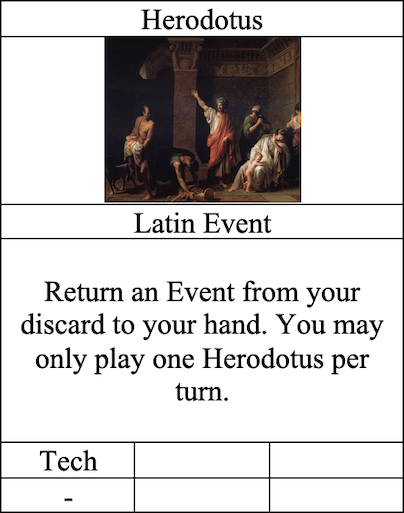 Herodotus
Latin Event
Return an Event from your
discard to your hand. You may
only play one Herodotus per
turn.
Tech
-